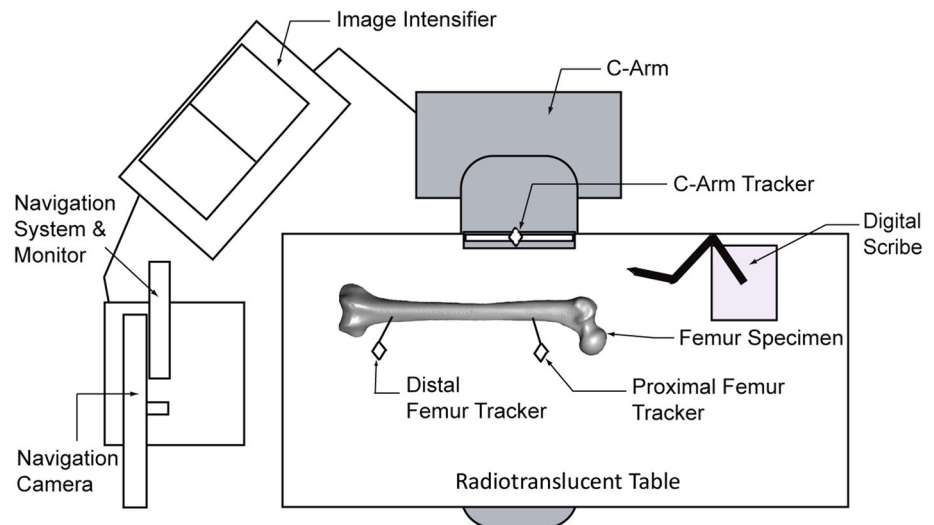 Image Intensifier
C-Arm
C-Arm Tracker
Navigation
System &
Monitor
Digital
Scribe
Femur Specimen
Distal
Femur Tracker
Proximal Femur
Tracker
Navigation
Camera
Radiotranslucent Table